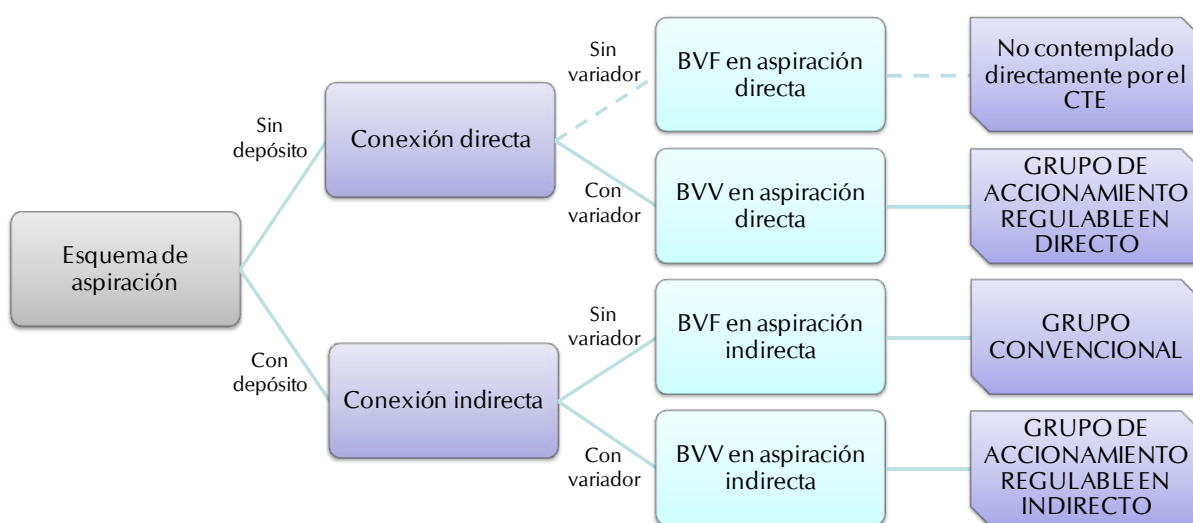 Esquema de
aspiración
Sin
depósito
Con
depósito
Conexión directa
Sin
variador
Con
variador
BVF en aspiración
directa
No contemplado
directamente por el
CTE
BVV en aspiración
directa
GRUPO DE
ACCIONAMIENTO
REGULABLE EN
DIRECTO
Conexión indirecta
Sin
variador
Con
variador
BVF en aspiración
indirecta
GRUPO
CONVENCIONAL
BVV en aspiración
indirecta
GRUPO DE
ACCIONAMIENTO
REGULABLE EN
INDIRECTO